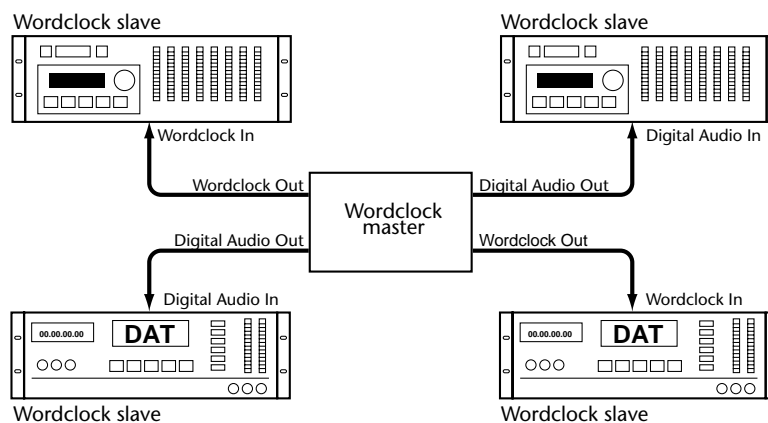 Wordclock slave
Wordclock slave
Wordclock In
Digital Audio In
Wordclock Out
Digital Audio Out
Wordclock
master
Digital Audio Out
Wordclock Out
Digital Audio In
Wordclock In
00.00.00.00
DAT
00.00.00.00
DAT
Wordclock slave
Wordclock slave